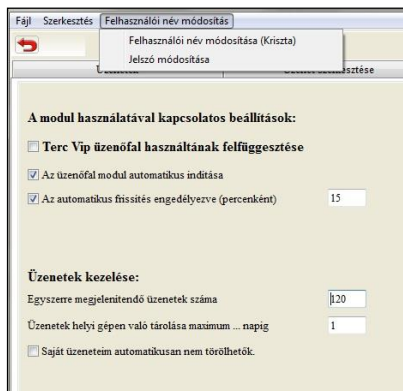 Fájl Szerkesztés Felhasználói név módosítás
Felhasználói név módosítása (Kriszta)
Jelszó módosítása
A modul használatával kapcsolatos beállítások:
Terc Vip üzenőfal használtának felfüggesztése
Az üzenőfal modul automatikus indítása
Az automatikus frissítés engedélyezve (percenként) 15
Üzenetek kezelése:
Egyszerre megjelenítendő üzenetek száma 120
Üzenetek helyi gépen való tárolása maximum ... napig 1
Saját üzeneteim automatikusan nem törölhetők.